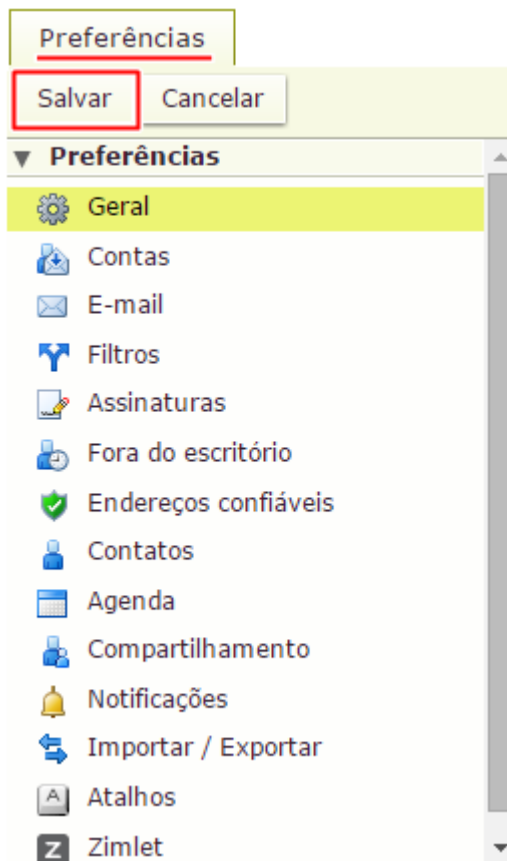 Preferências
Salvar Cancelar
Preferências
Geral
Contas
E-mail
Filtros
Assinaturas
Fora do escritório
Endereços confiáveis
Contatos
Agenda
Compartilhamento
Notificações
Importar / Exportar
A Atalhos
Z Zimlet